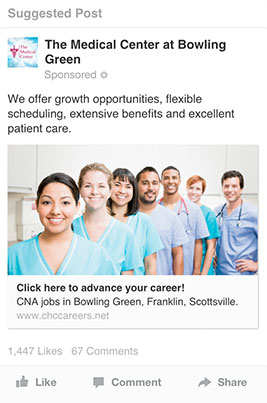 Suggested Post
The Medical Center at Bowling
Green
Sponsored
The
Medical
Center
We offer growth opportunities, flexible
scheduling, extensive benefits and excellent
patient care.
Click here to advance your career!
CNA jobs in Bowling Green, Franklin, Scottsville.
www.chccareers.net
1,447 Likes 67 Comments
Like Comment Share